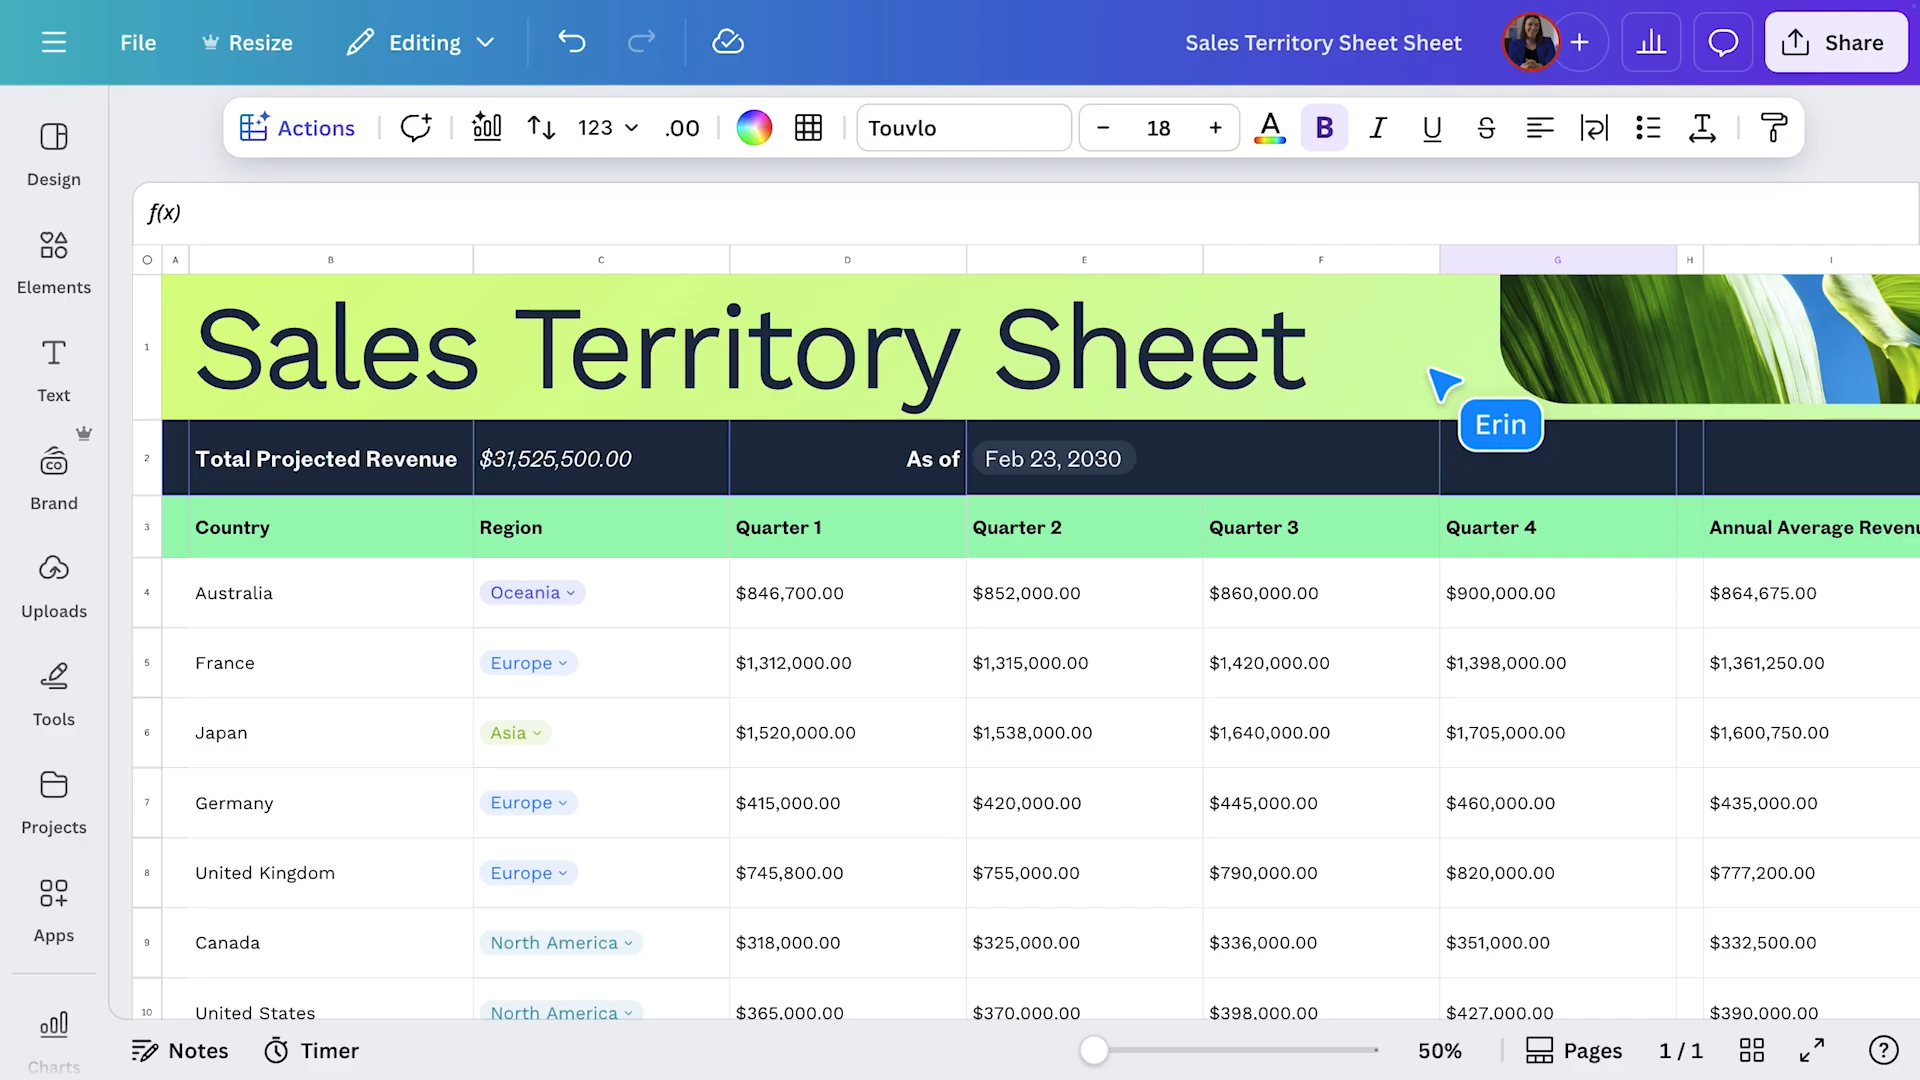 File Resize Editing Sales Territory Sheet Sheet Share
Actions 123 .00 Touvlo – 18 + A B I U S
Design
Elements
Text
Brand
Uploads
Tools
Projects
Apps
Charts
f(x)
A B C D E F G H I
1 Sales Territory Sheet
Erin
2 Total Projected Revenue $31,525,500.00 As of Feb 23, 2030
3 Country Region Quarter 1 Quarter 2 Quarter 3 Quarter 4 Annual Average Revenu
4 Australia Oceania $846,700.00 $852,000.00 $860,000.00 $900,000.00 $864,675.00
5 France Europe $1,312,000.00 $1,315,000.00 $1,420,000.00 $1,398,000.00 $1,361,250.00
6 Japan Asia $1,520,000.00 $1,538,000.00 $1,640,000.00 $1,705,000.00 $1,600,750.00
7 Germany Europe $415,000.00 $420,000.00 $445,000.00 $460,000.00 $435,000.00
8 United Kingdom Europe $745,800.00 $755,000.00 $790,000.00 $820,000.00 $777,200.00
9 Canada North America $318,000.00 $325,000.00 $336,000.00 $351,000.00 $332,500.00
10 United States North America $365,000.00 $370,000.00 $398,000.00 $427,000.00 $390,000.00
Notes Timer 50% Pages 1 / 1 ?